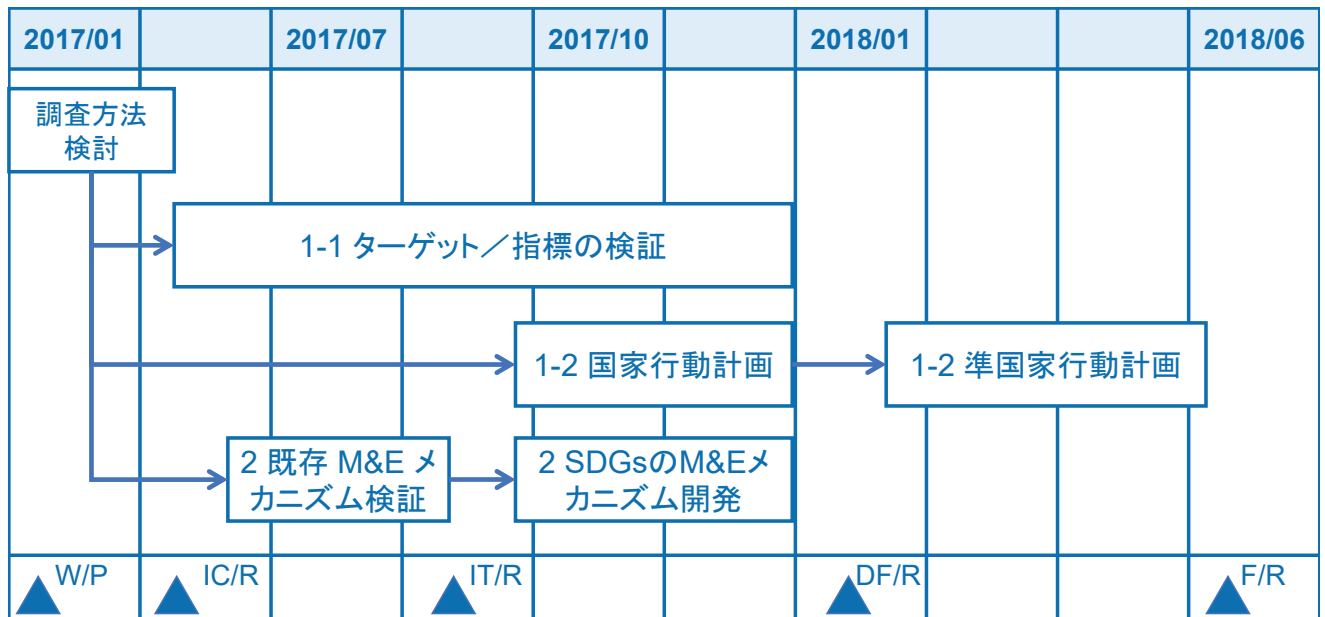 2017/01 2017/07 2017/10 2018/01 2018/06
調査方法
検討
1-1 ターゲット／指標の検証
1-2 国家行動計画
1-2 準国家行動計画
2 既存 M&E メ
カニズム検証
2 SDGsのM&Eメ
カニズム開発
W/P IC/R IT/R DF/R F/R